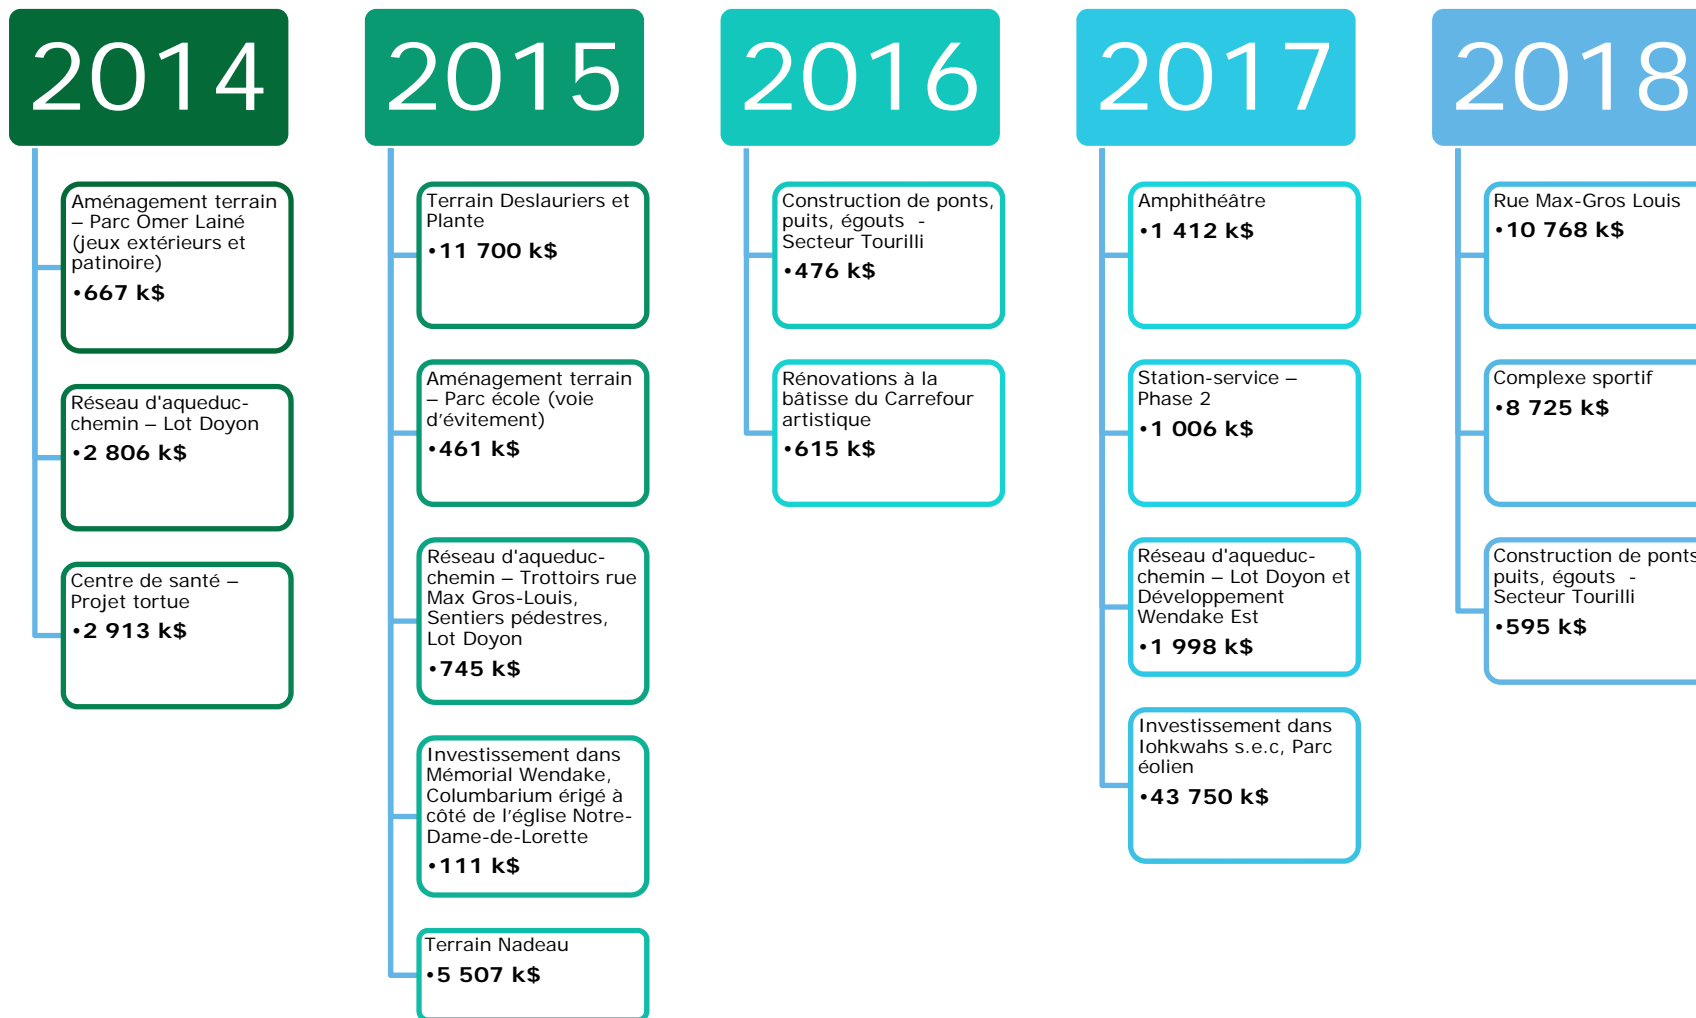 2014
Aménagement terrain
– Parc Omer Lainé
(jeux extérieurs et
patinoire)
•667 k$
Réseau d'aqueduc-
chemin – Lot Doyon
•2 806 k$
Centre de santé –
Projet tortue
•2 913 k$
2015
Terrain Deslauriers et
Plante
•11 700 k$
Aménagement terrain
– Parc école (voie
d’évitement)
•461 k$
Réseau d'aqueduc-
chemin – Trottoirs rue
Max Gros-Louis,
Sentiers pédestres,
Lot Doyon
•745 k$
Investissement dans
Mémorial Wendake,
Columbarium érigé à
côté de l’église Notre-
Dame-de-Lorette
•111 k$
Terrain Nadeau
•5 507 k$
2016
Construction de ponts,
puits, égouts  -
Secteur Tourilli
•476 k$
Rénovations à la
bâtisse du Carrefour
artistique
•615 k$
2017
Amphithéâtre
•1 412 k$
Station-service –
Phase 2
•1 006 k$
Réseau d'aqueduc-
chemin – Lot Doyon et
Développement
Wendake Est
•1 998 k$
Investissement dans
Iohkwahs s.e.c, Parc
éolien
•43 750 k$
2018
Rue Max-Gros Louis
•10 768 k$
Complexe sportif
•8 725 k$
Construction de ponts
puits, égouts  -
Secteur Tourilli
•595 k$